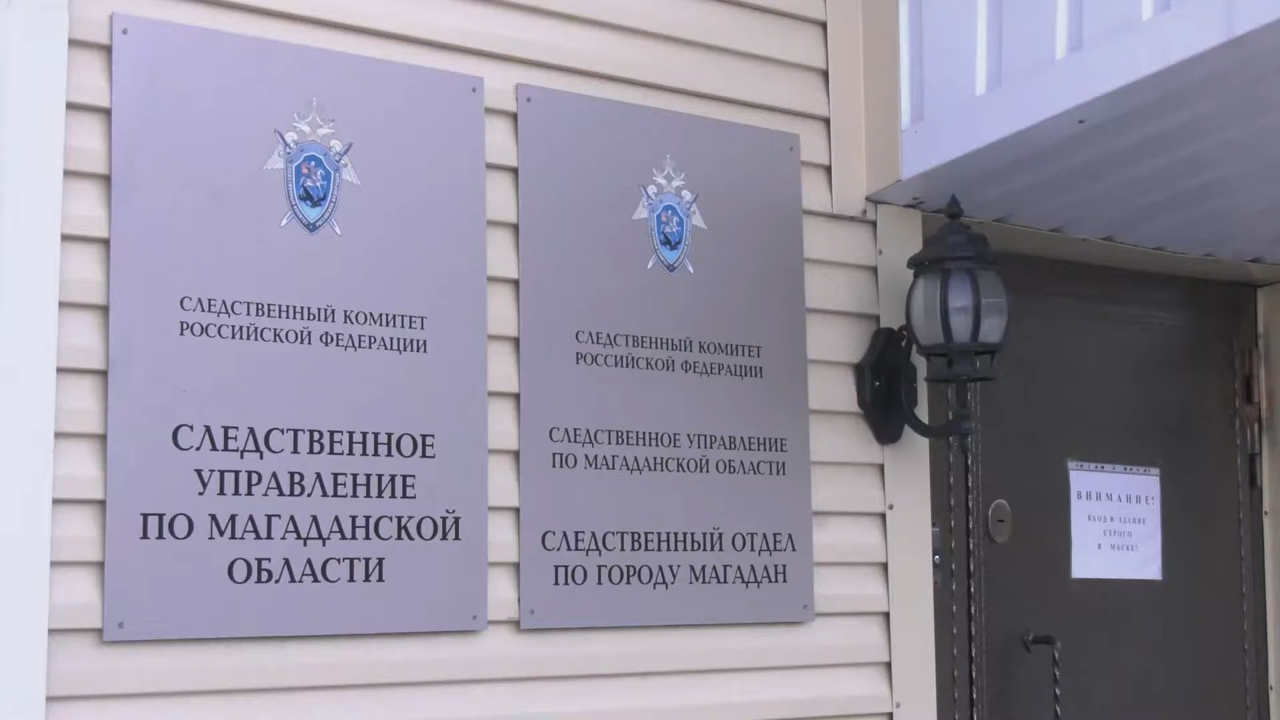 СЛЕДСТВЕННЫЙ КОМИТЕТ
РОССИЙСКОЙ ФЕДЕРАЦИИ
СЛЕДСТВЕННОЕ
УПРАВЛЕНИЕ
ПО МАГАДАНСКОЙ
ОБЛАСТИ
СЛЕДСТВЕННЫЙ КОМИТЕТ
РОССИЙСКОЙ ФЕДЕРАЦИИ
СЛЕДСТВЕННОЕ УПРАВЛЕНИЕ
ПО МАГАДАНСКОЙ ОБЛАСТИ
СЛЕДСТВЕННЫЙ ОТДЕЛ
ПО ГОРОДУ МАГАДАН
ВНИМАНИЕ!
ВХОД В ЗДАНИЕ
СТРОГО
В МАСКЕ!